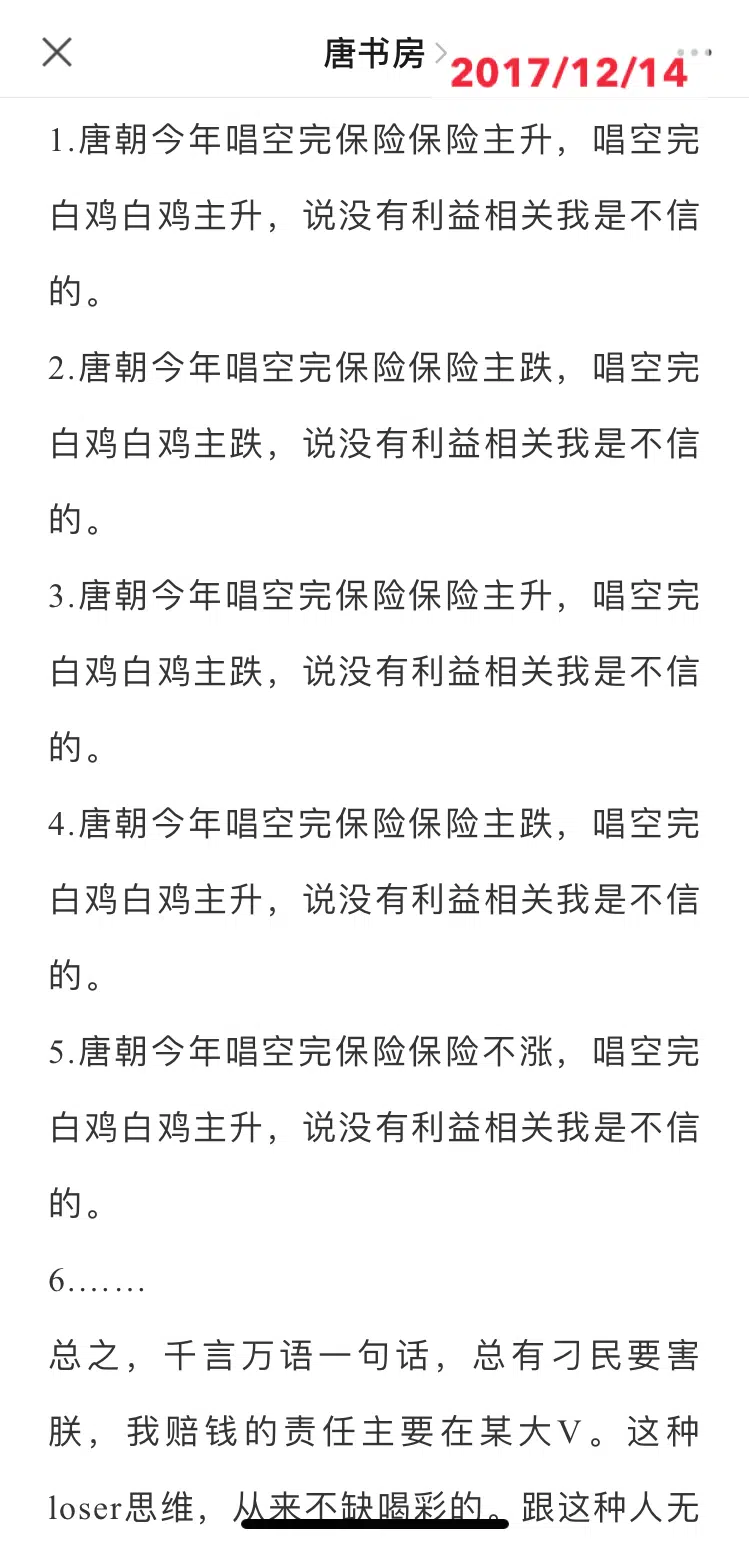 唐书房
2017/12/14
1.唐朝今年唱空完保险保险主升，唱空完
白鸡白鸡主升，说没有利益相关我是不信
的。
2.唐朝今年唱空完保险保险主跌，唱空完
白鸡白鸡主跌，说没有利益相关我是不信
的。
3.唐朝今年唱空完保险保险主升，唱空完
白鸡白鸡主跌，说没有利益相关我是不信
的。
4.唐朝今年唱空完保险保险主跌，唱空完
白鸡白鸡主升，说没有利益相关我是不信
的。
5.唐朝今年唱空完保险保险不涨，唱空完
白鸡白鸡主升，说没有利益相关我是不信
的。
6.……
总之，千言万语一句话，总有刁民要害
朕，我赔钱的责任主要在某大V。这种
loser思维，从来不缺喝彩的。跟这种人无